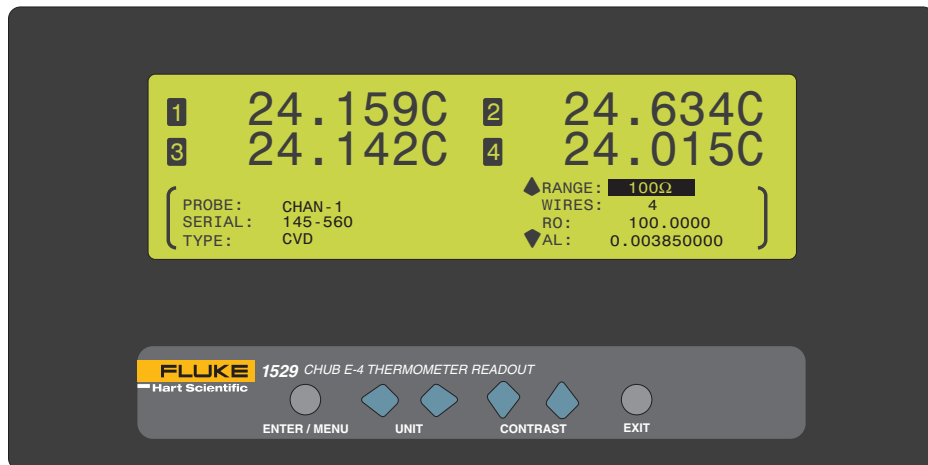 1 24.159C 2 24.634C
3 24.142C 4 24.015C
PROBE: CHAN-1
SERIAL: 145-560
TYPE: CVD
RANGE: 100Ω
WIRES: 4
RO: 100.0000
AL: 0.003850000
FLUKE
Hart Scientific
1529 CHUB E-4 THERMOMETER READOUT
ENTER / MENU UNIT CONTRAST EXIT